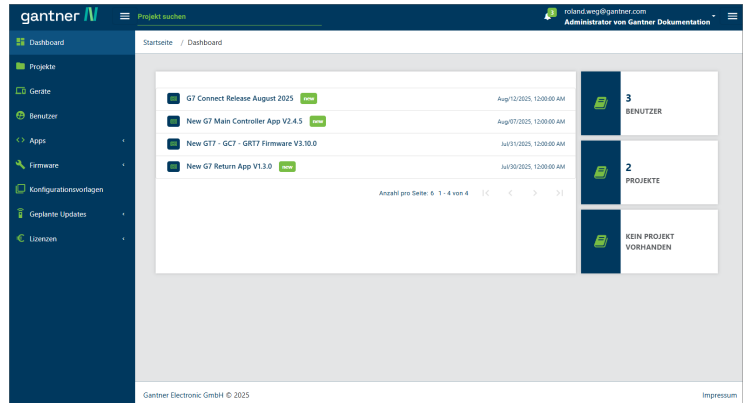 gantner
Projekt suchen
3
roland.weg@gantner.com
Administrator von Gantner Dokumentation
Dashboard
Projekte
Geräte
Benutzer
Apps
Firmware
Konfigurationsvorlagen
Geplante Updates
Lizenzen
Startseite / Dashboard
G7 Connect Release August 2025 new Aug/12/2025, 12:00:00 AM
New G7 Main Controller App V2.4.5 new Aug/07/2025, 12:00:00 AM
New GT7 - GC7 - GRT7 Firmware V3.10.0 Jul/31/2025, 12:00:00 AM
New G7 Return App V1.3.0 new Jul/30/2025, 12:00:00 AM
Anzahl pro Seite: 6 1 - 4 von 4
3
BENUTZER
2
PROJEKTE
KEIN PROJEKT
VORHANDEN
Gantner Electronic GmbH © 2025
Impressum